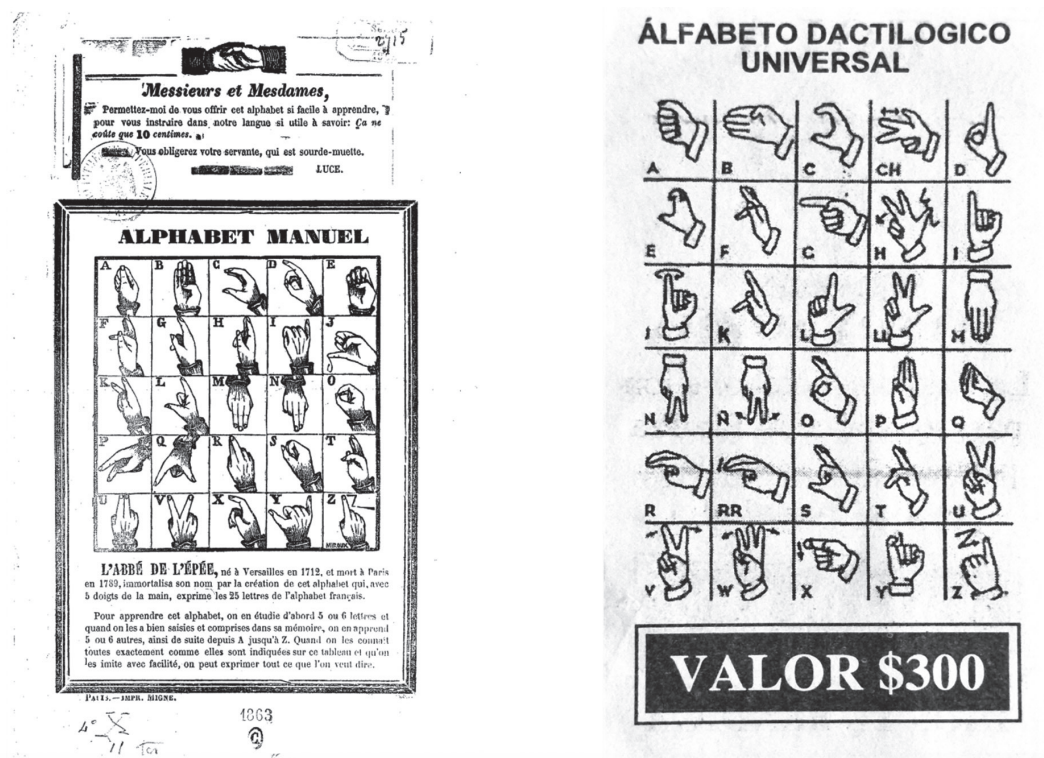 2415
Messieurs et Mesdames,
Permettez-moi de vous offrir cet alphabet si facile à apprendre,
pour vous instruire dans notre langue si utile à savoir: Ça ne
coûte que 10 centimes.
Vous obligerez votre servante, qui est sourde-muette.
LUCE.
ALPHABET MANUEL
A B C D E
F G H I J
K L M N O
P Q R S T
U V X Y Z
L'ABBÉ DE L'ÉPÉE, né à Versailles en 1712, et mort à Paris
en 1789, immortalisa son nom par la création de cet alphabet qui, avec
5 doigts de la main, exprime les 25 lettres de l'alphabet français.
Pour apprendre cet alphabet, on en étudie d'abord 5 ou 6 lettres et
quand on les a bien saisies et comprises dans sa mémoire, on en apprend
5 ou 6 autres, ainsi de suite depuis A jusqu'à Z. Quand on les connaît
toutes exactement comme elles sont indiquées sur ce tableau et qu'on
les imite avec facilité, on peut exprimer tout ce que l'on veut dire.
PARIS.—IMPR. MIGNE.
4° X
11
1863
ÁLFABETO DACTILOGICO
UNIVERSAL
A B C CH D
E F G H I
J K L LL M
N Ñ O P Q
R RR S T U
V W X Y Z
VALOR $300